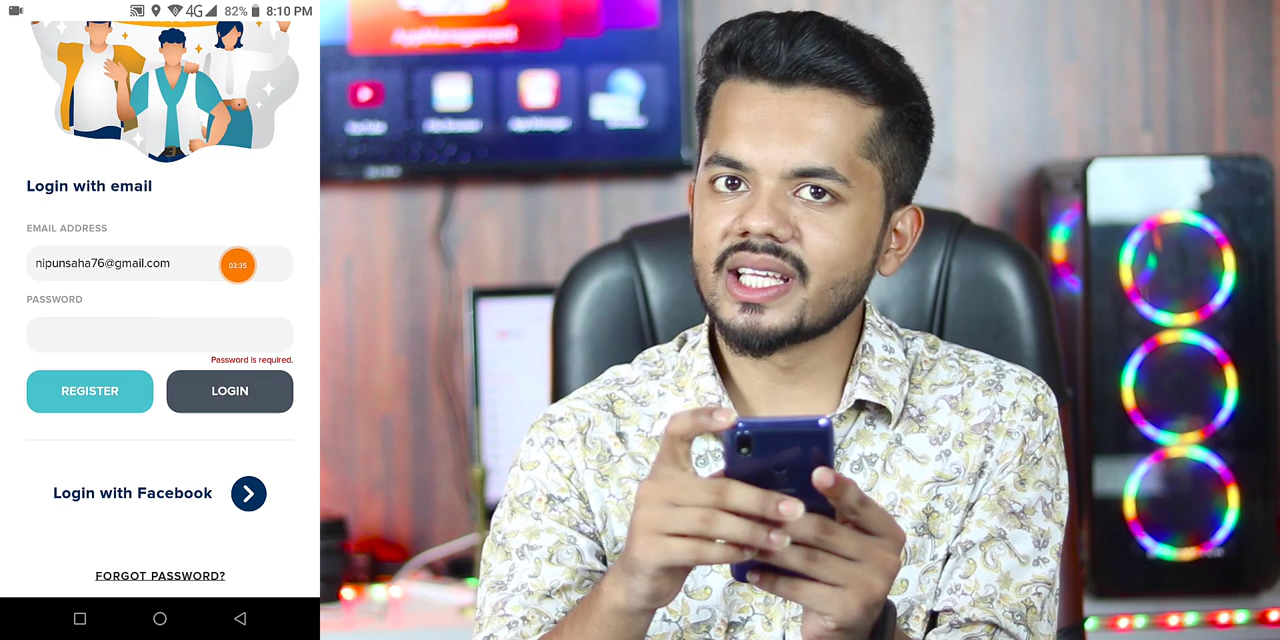 4G 82% 8:10 PM
Login with email
EMAIL ADDRESS
nipunsaha76@gmail.com
03:35
PASSWORD
Password is required.
REGISTER LOGIN
Login with Facebook
FORGOT PASSWORD?
AppManagement